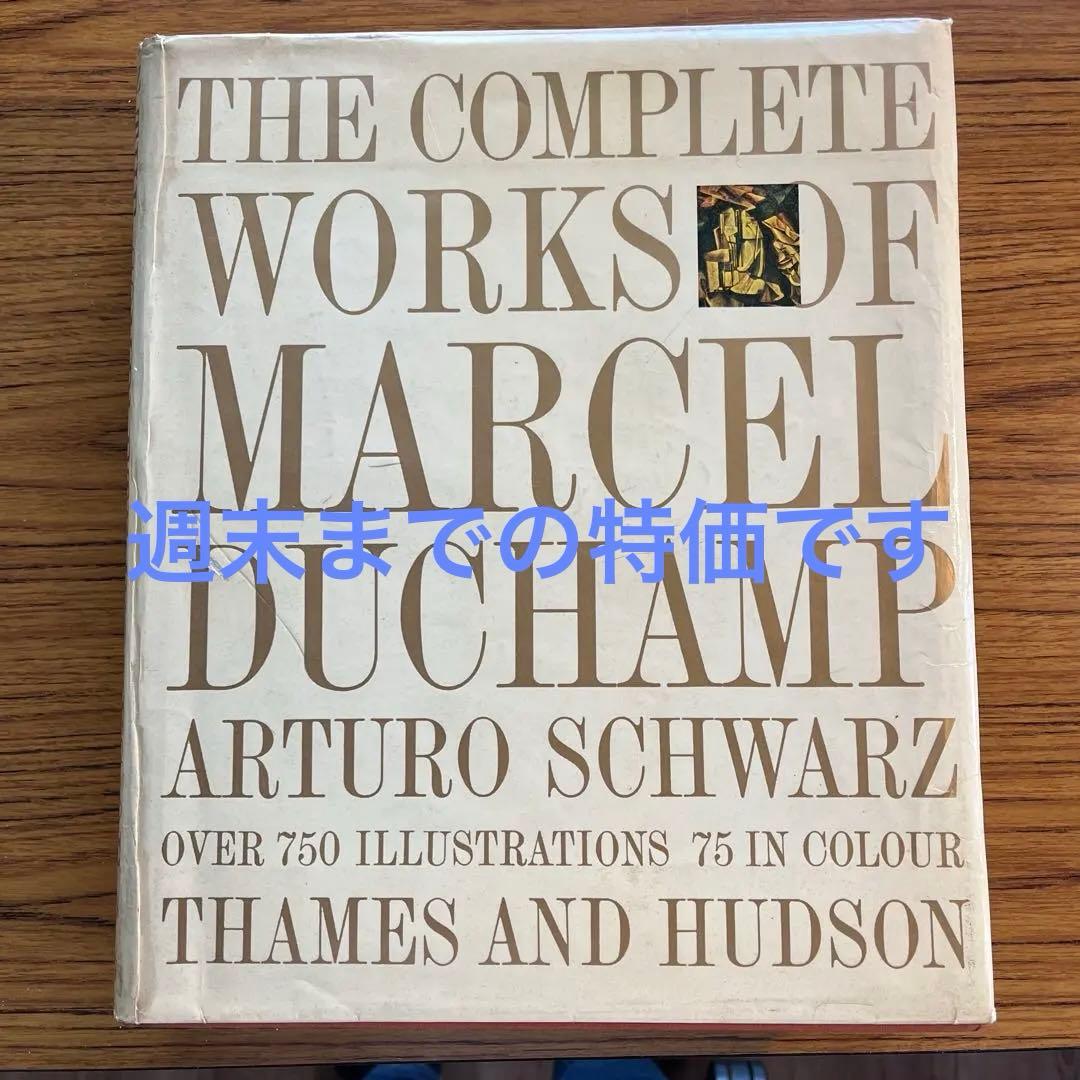 THE COMPLETE
WORKS OF
MARCEL
週末までの特価です
DUCHAMP
ARTURO SCHWARZ
OVER 750 ILLUSTRATIONS 75 IN COLOUR
THAMES AND HUDSON